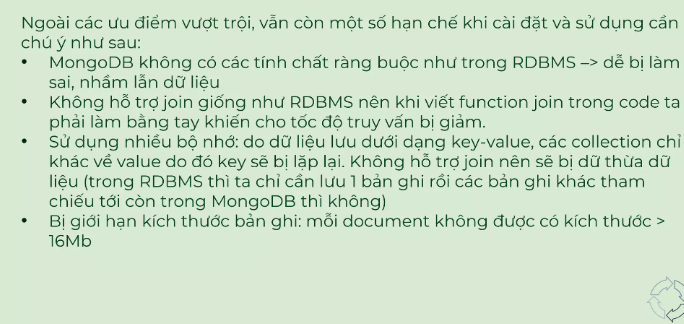 Ngoài các ưu điểm vượt trội, vẫn còn một số hạn chế khi cài đặt và sử dụng cần
chú ý như sau:
• MongoDB không có các tính chất ràng buộc như trong RDBMS –> dễ bị làm
sai, nhầm lẫn dữ liệu
• Không hỗ trợ join giống như RDBMS nên khi viết function join trong code ta
phải làm bằng tay khiến cho tốc độ truy vấn bị giảm.
• Sử dụng nhiều bộ nhớ: do dữ liệu lưu dưới dạng key-value, các collection chỉ
khác về value do đó key sẽ bị lặp lại. Không hỗ trợ join nên sẽ bị dữ thừa dữ
liệu (trong RDBMS thì ta chỉ cần lưu 1 bản ghi rồi các bản ghi khác tham
chiếu tới còn trong MongoDB thì không)
• Bị giới hạn kích thước bản ghi: mỗi document không được có kích thước >
16Mb